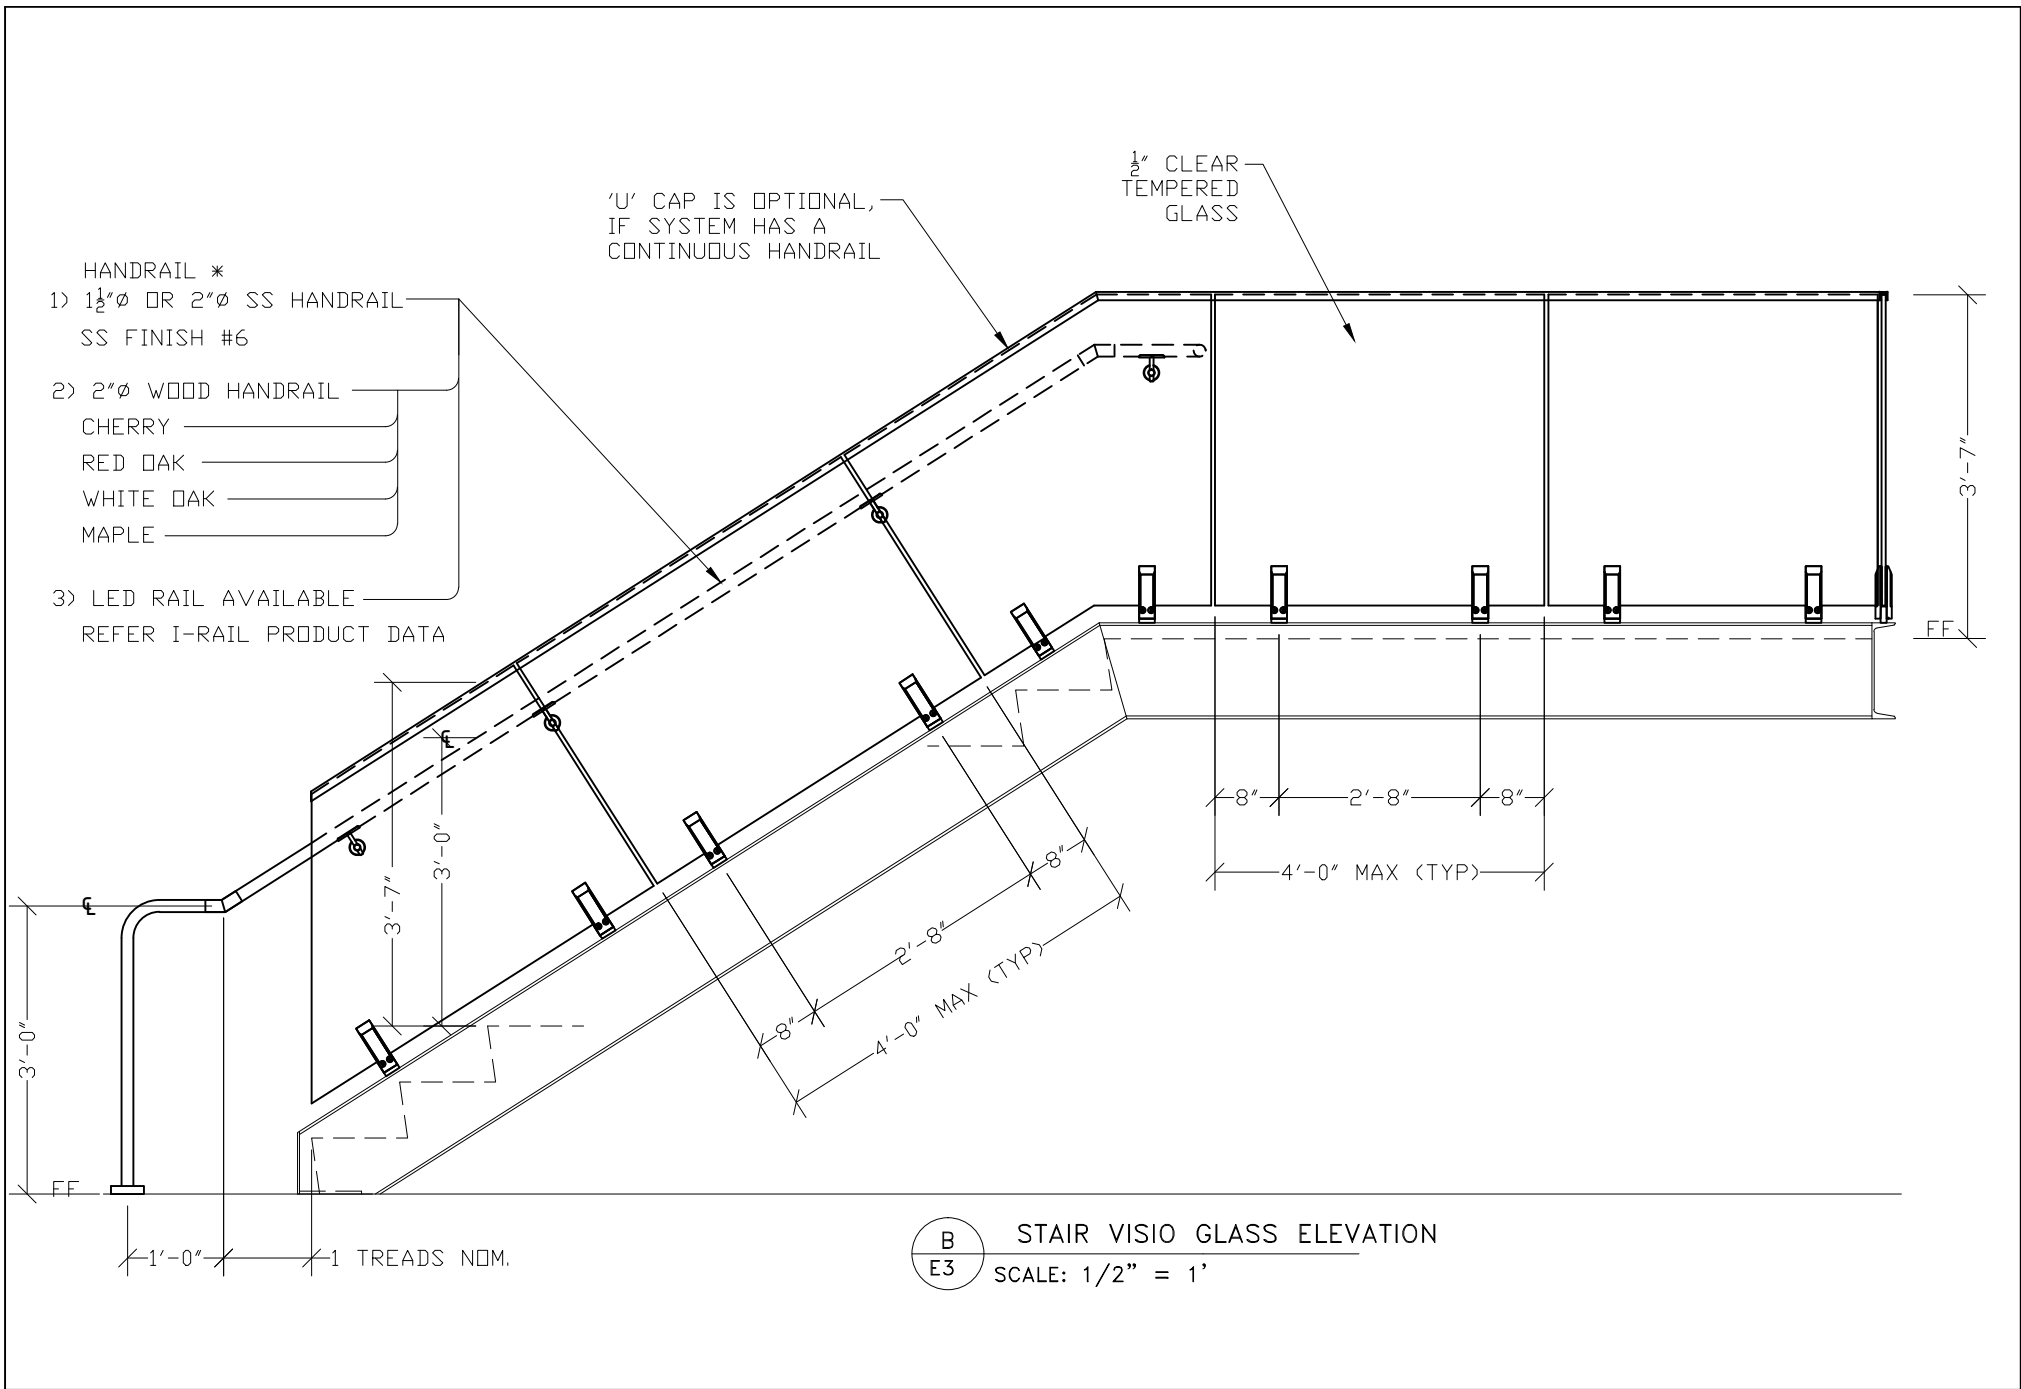 ½" CLEAR
TEMPERED
GLASS
'U' CAP IS OPTIONAL,
IF SYSTEM HAS A
CONTINUOUS HANDRAIL
HANDRAIL *
1) 1½"Ø OR 2"Ø SS HANDRAIL
SS FINISH #6
2) 2"Ø WOOD HANDRAIL
CHERRY
RED OAK
WHITE OAK
MAPLE
3) LED RAIL AVAILABLE
REFER I-RAIL PRODUCT DATA
3'-7"
FF
℄
3'-0"
3'-7"
8"
2'-8"
8"
4'-0" MAX (TYP)
8"
2'-8"
8"
4'-0" MAX (TYP)
℄
3'-0"
FF
1'-0"
1 TREADS NOM.
B
E3
STAIR VISIO GLASS ELEVATION
SCALE: 1/2" = 1'